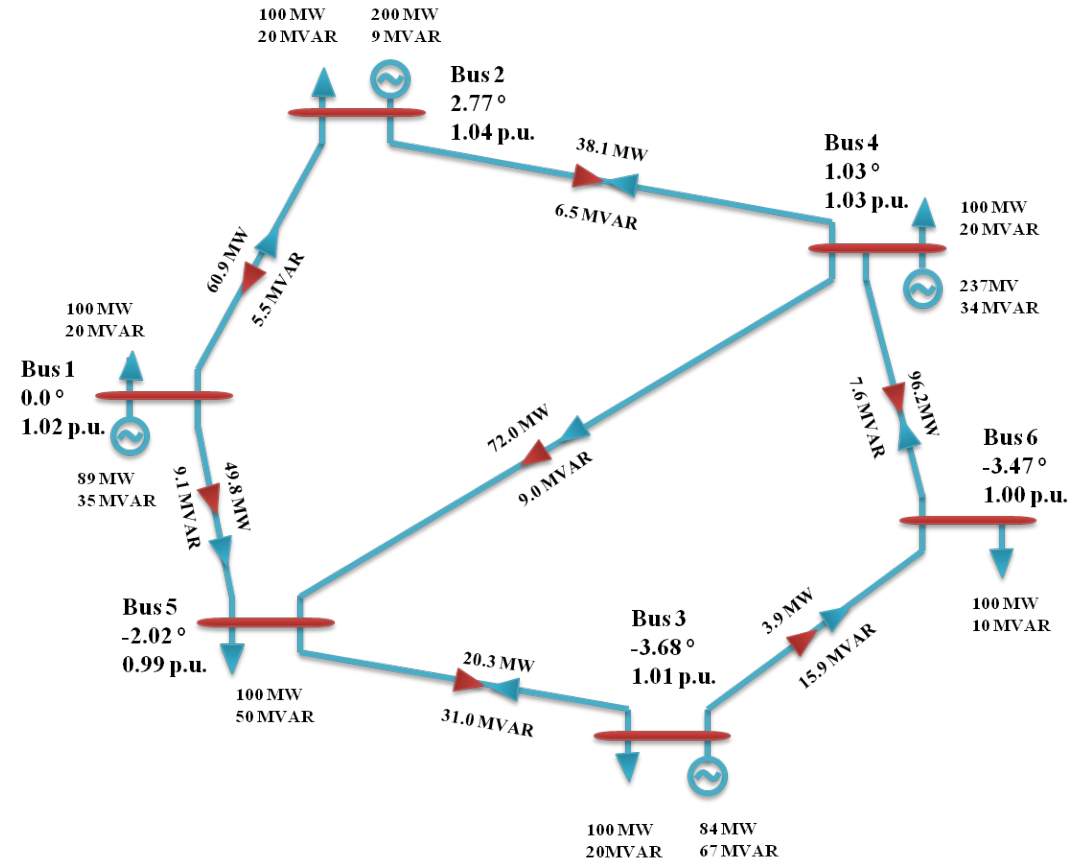 100 MW
20 MVAR
200 MW
9 MVAR
Bus 2
2.77 °
1.04 p.u.
38.1 MW
6.5 MVAR
Bus 4
1.03 °
1.03 p.u.
100 MW
20 MVAR
237MV
34 MVAR
60.9 MW
5.5 MVAR
100 MW
20 MVAR
Bus 1
0.0 °
1.02 p.u.
89 MW
35 MVAR
49.8 MW
9.1 MVAR
72.0 MW
9.0 MVAR
96.2MW
7.6 MVAR
Bus 6
-3.47 °
1.00 p.u.
100 MW
10 MVAR
Bus 5
-2.02 °
0.99 p.u.
100 MW
50 MVAR
20.3 MW
31.0 MVAR
Bus 3
-3.68 °
1.01 p.u.
3.9 MW
15.9 MVAR
100 MW
20MVAR
84 MW
67 MVAR